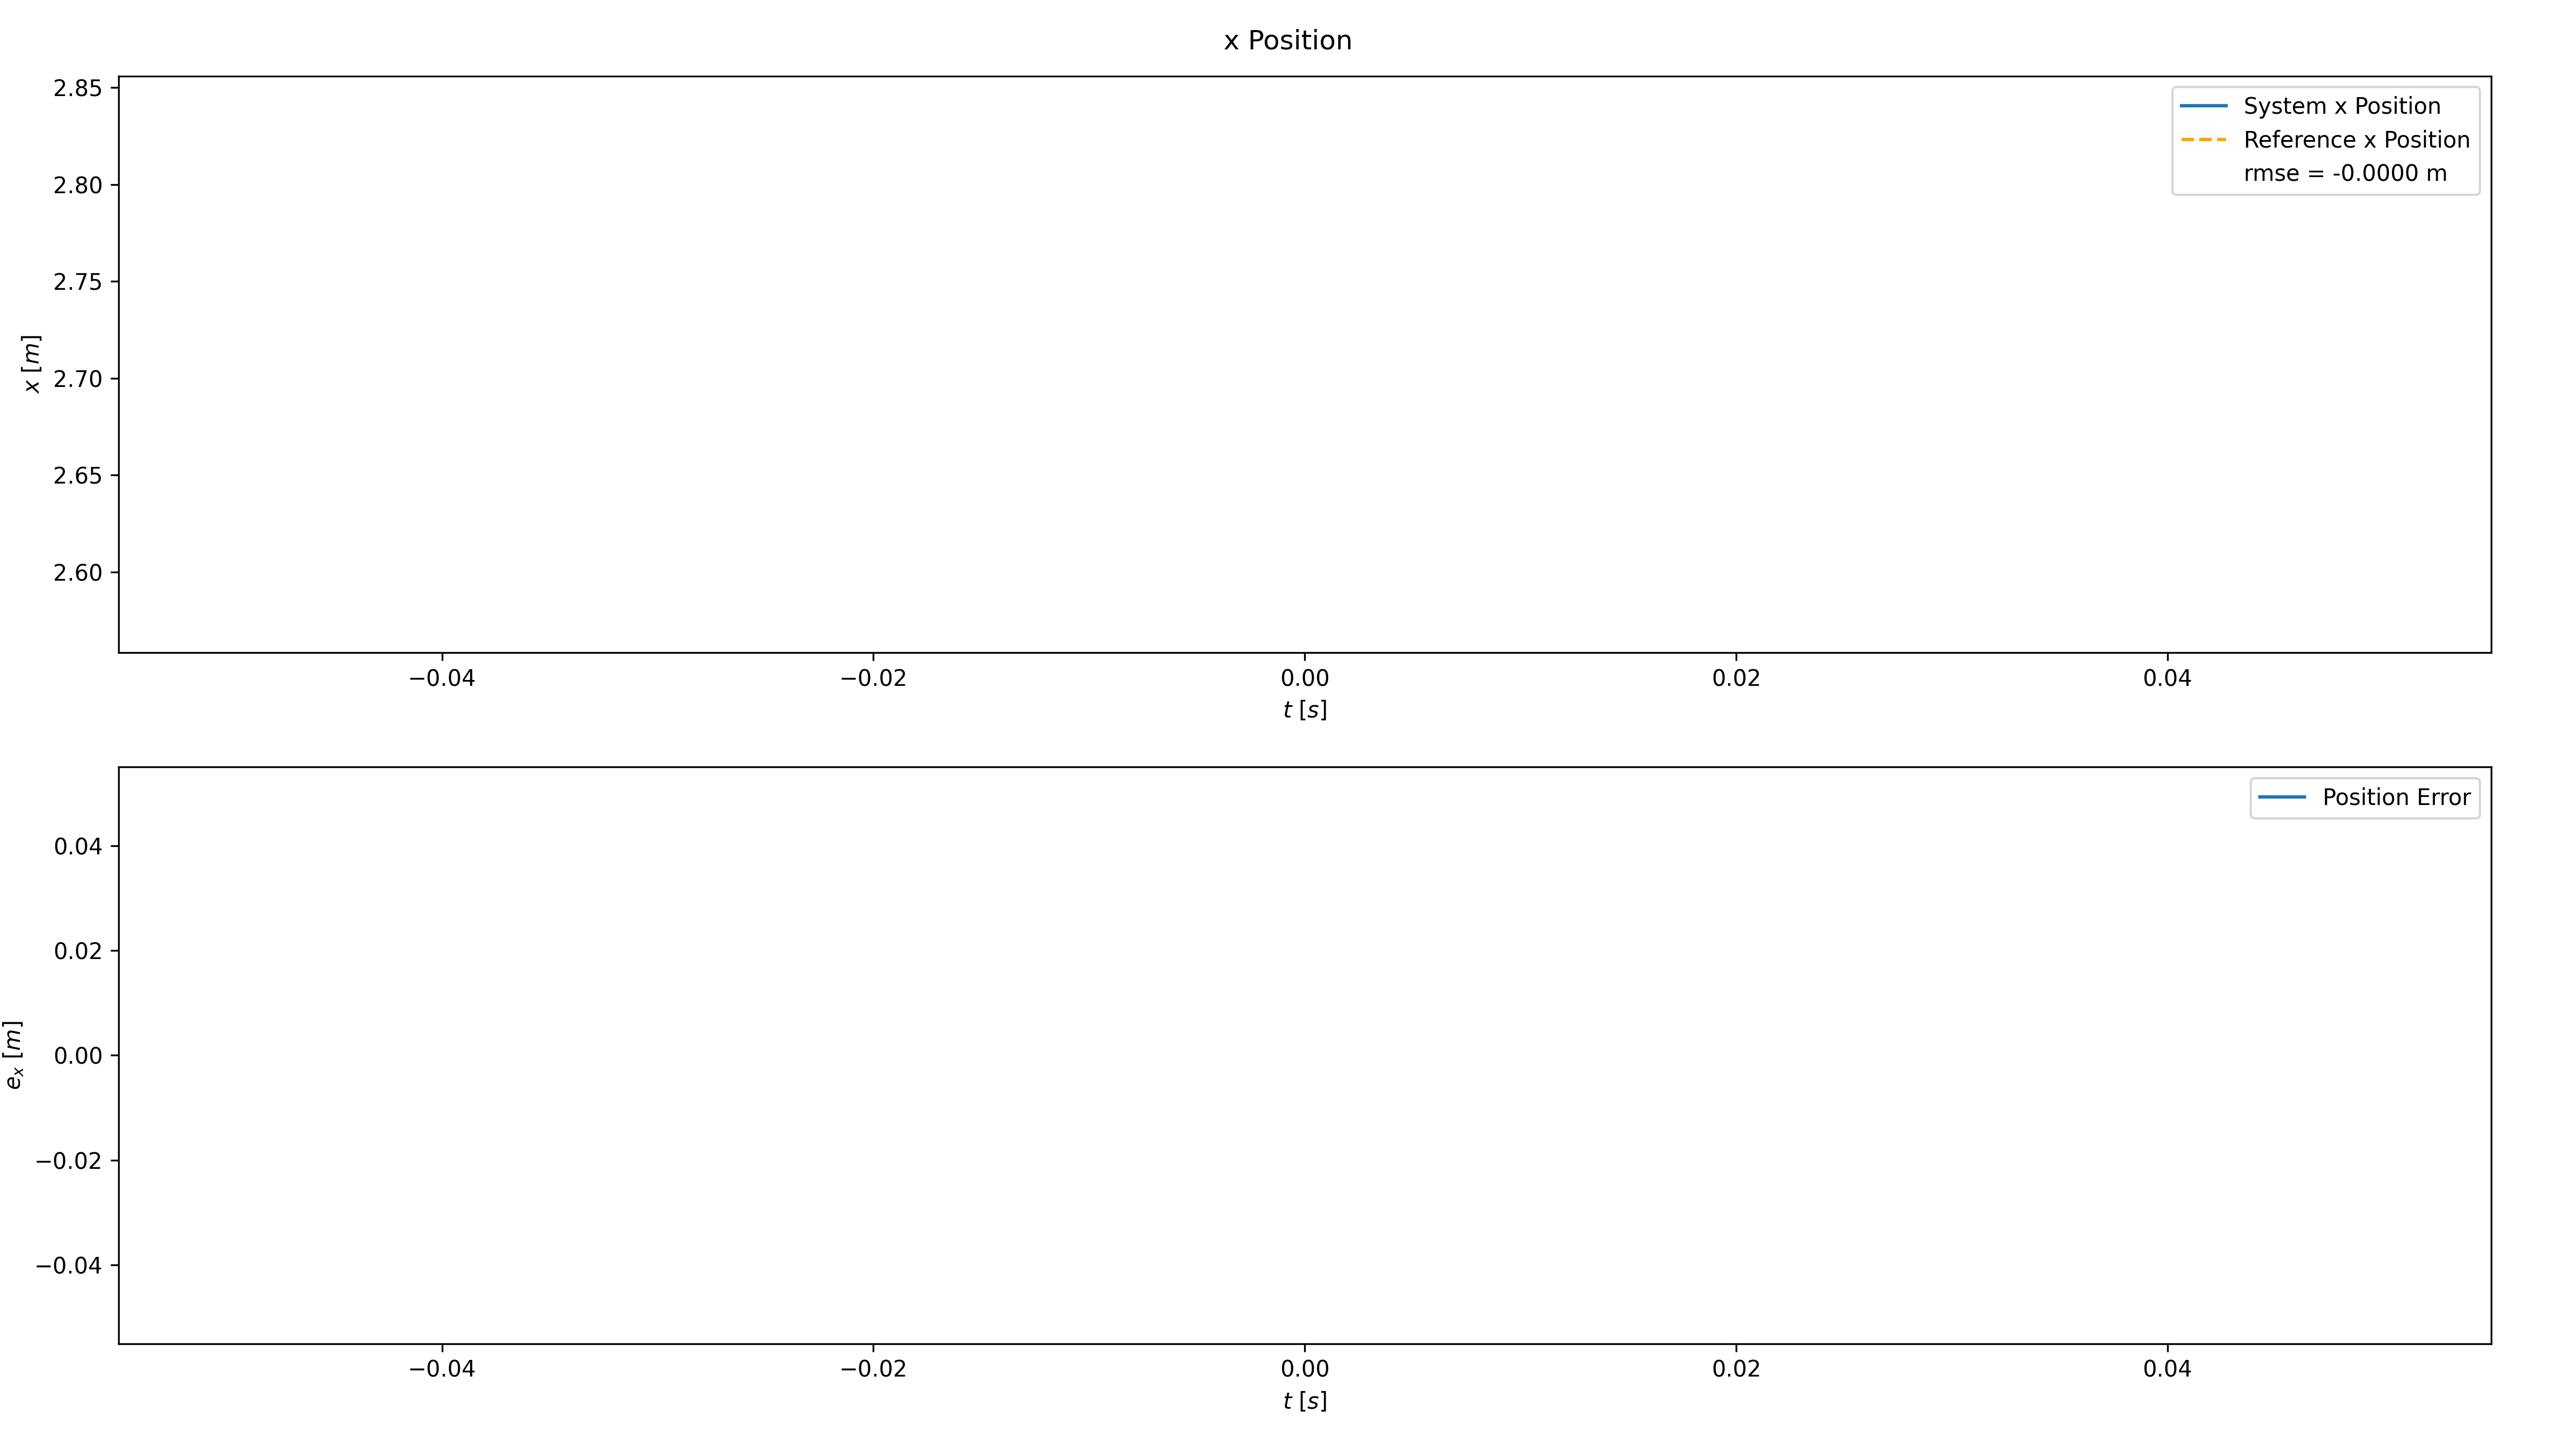 x Position
2.85
2.80
2.75
2.70
2.65
2.60
x [m]
System x Position
Reference x Position
rmse = -0.0000 m
−0.04 −0.02 0.00 0.02 0.04
t [s]
Position Error
0.04
0.02
0.00
−0.02
−0.04
eₓ [m]
−0.04 −0.02 0.00 0.02 0.04
t [s]